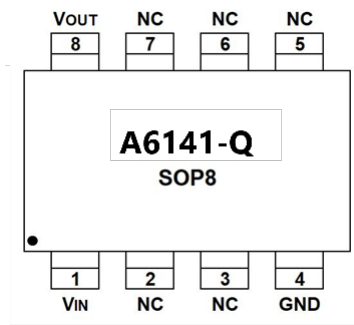 VOUT NC NC NC
8 7 6 5
A6141-Q
SOP8
1 2 3 4
VIN NC NC GND